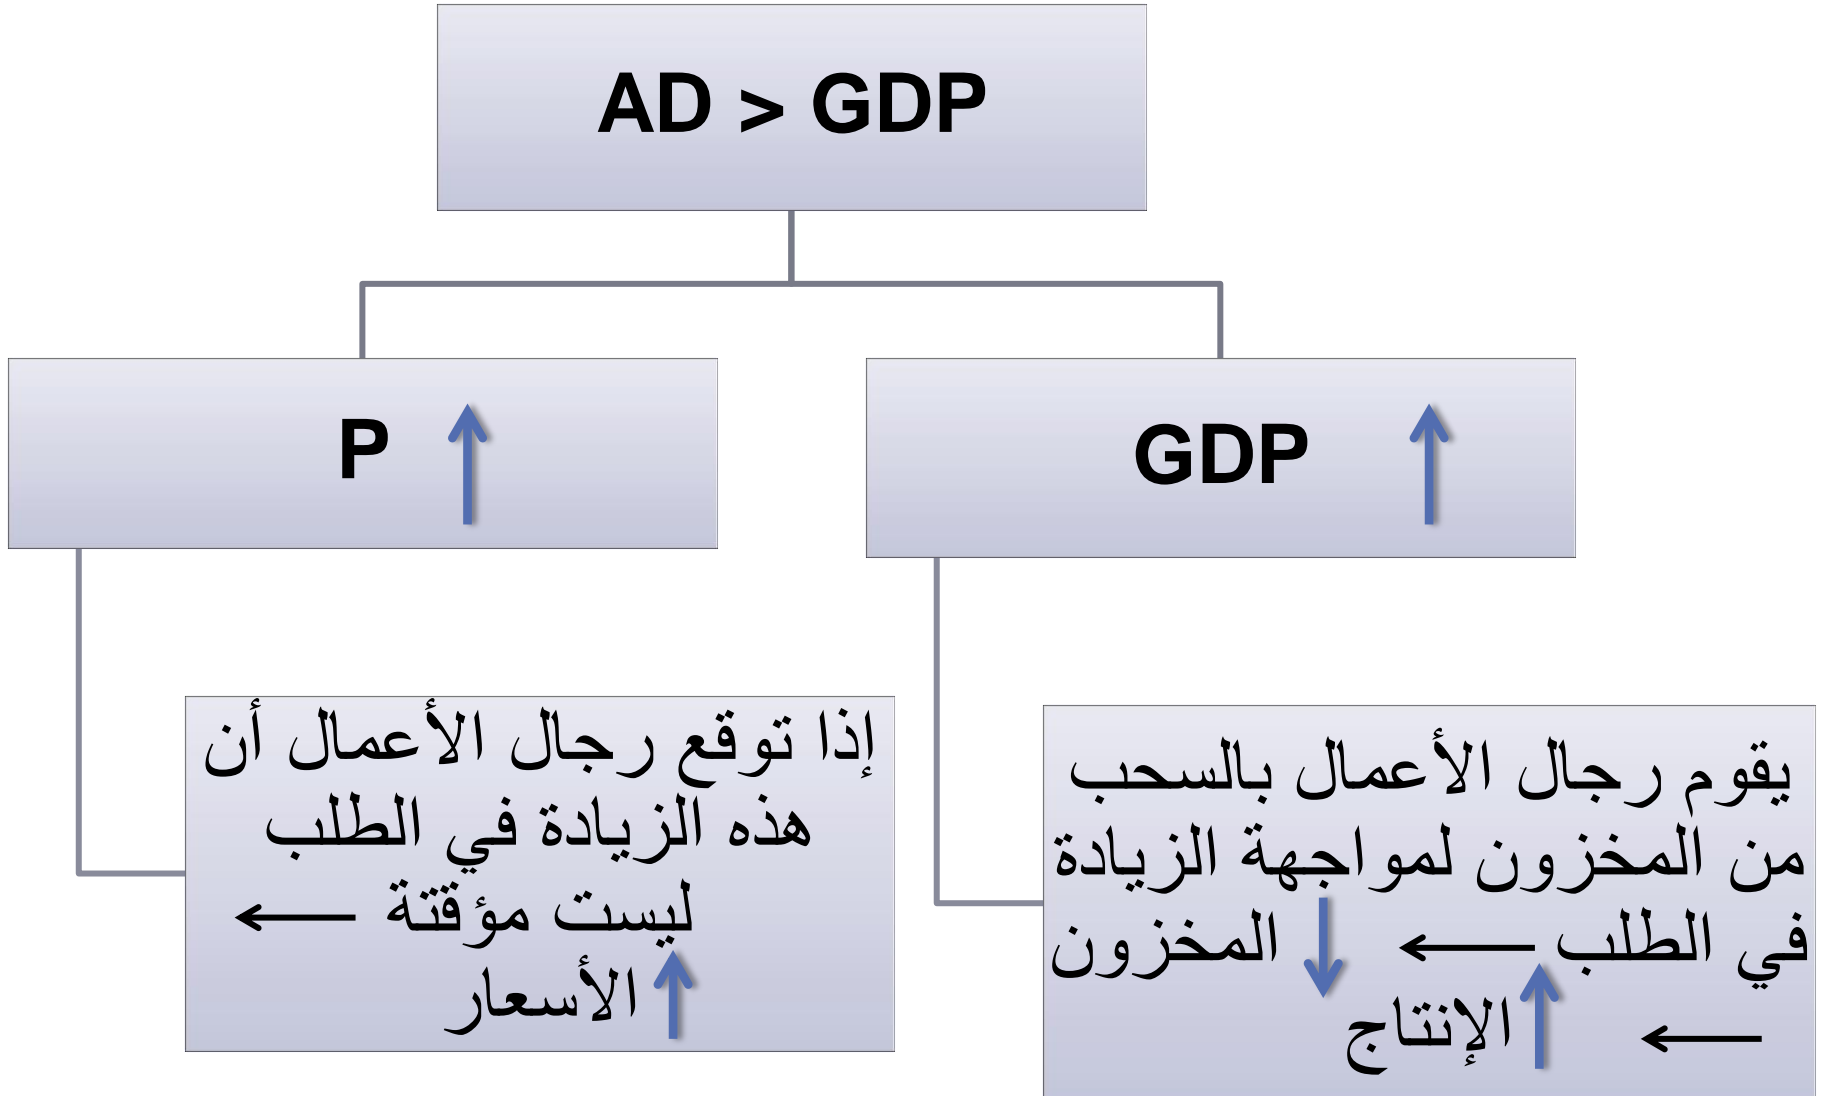 AD > GDP
P ↑
GDP ↑
إذا توقع رجال الأعمال أن
هذه الزيادة في الطلب
ليست مؤقتة ←
↑ الأسعار
يقوم رجال الأعمال بالسحب
من المخزون لمواجهة الزيادة
في الطلب ← ↓ المخزون
← ↑ الإنتاج